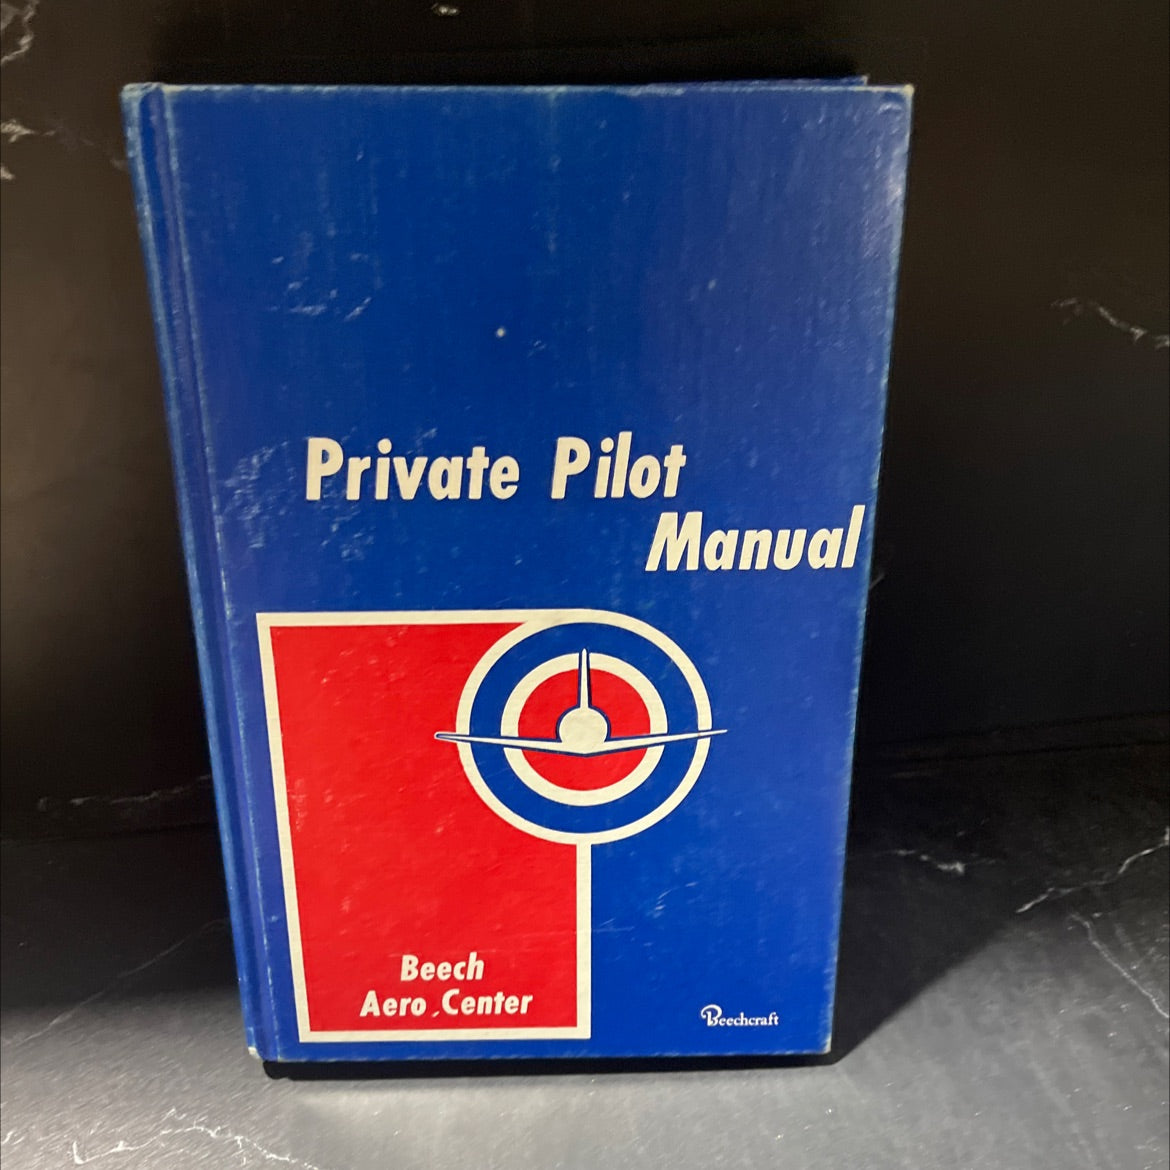 Private Pilot
Manual
Beech
Aero Center
Beechcraft